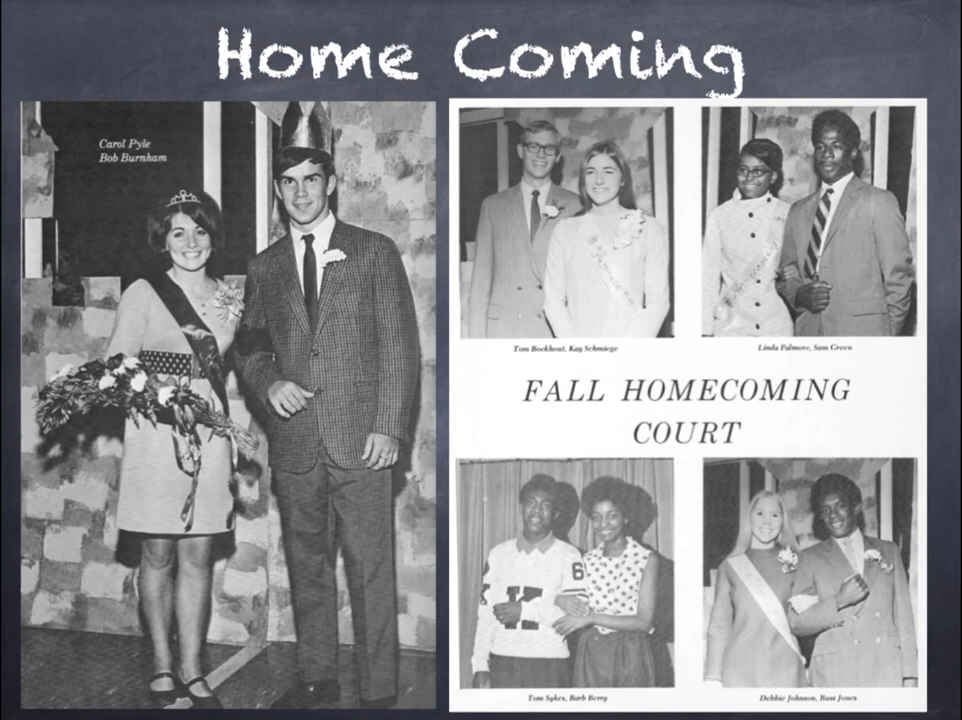 Home Coming
Carol Pyle
Bob Burnham
Tom Boekhout, Kay Schmiege
Linda Palmore, Sam Green
FALL HOMECOMING
COURT
6
K
Tom Sykes, Barb Berry
Debbie Johnson, Russ Jones